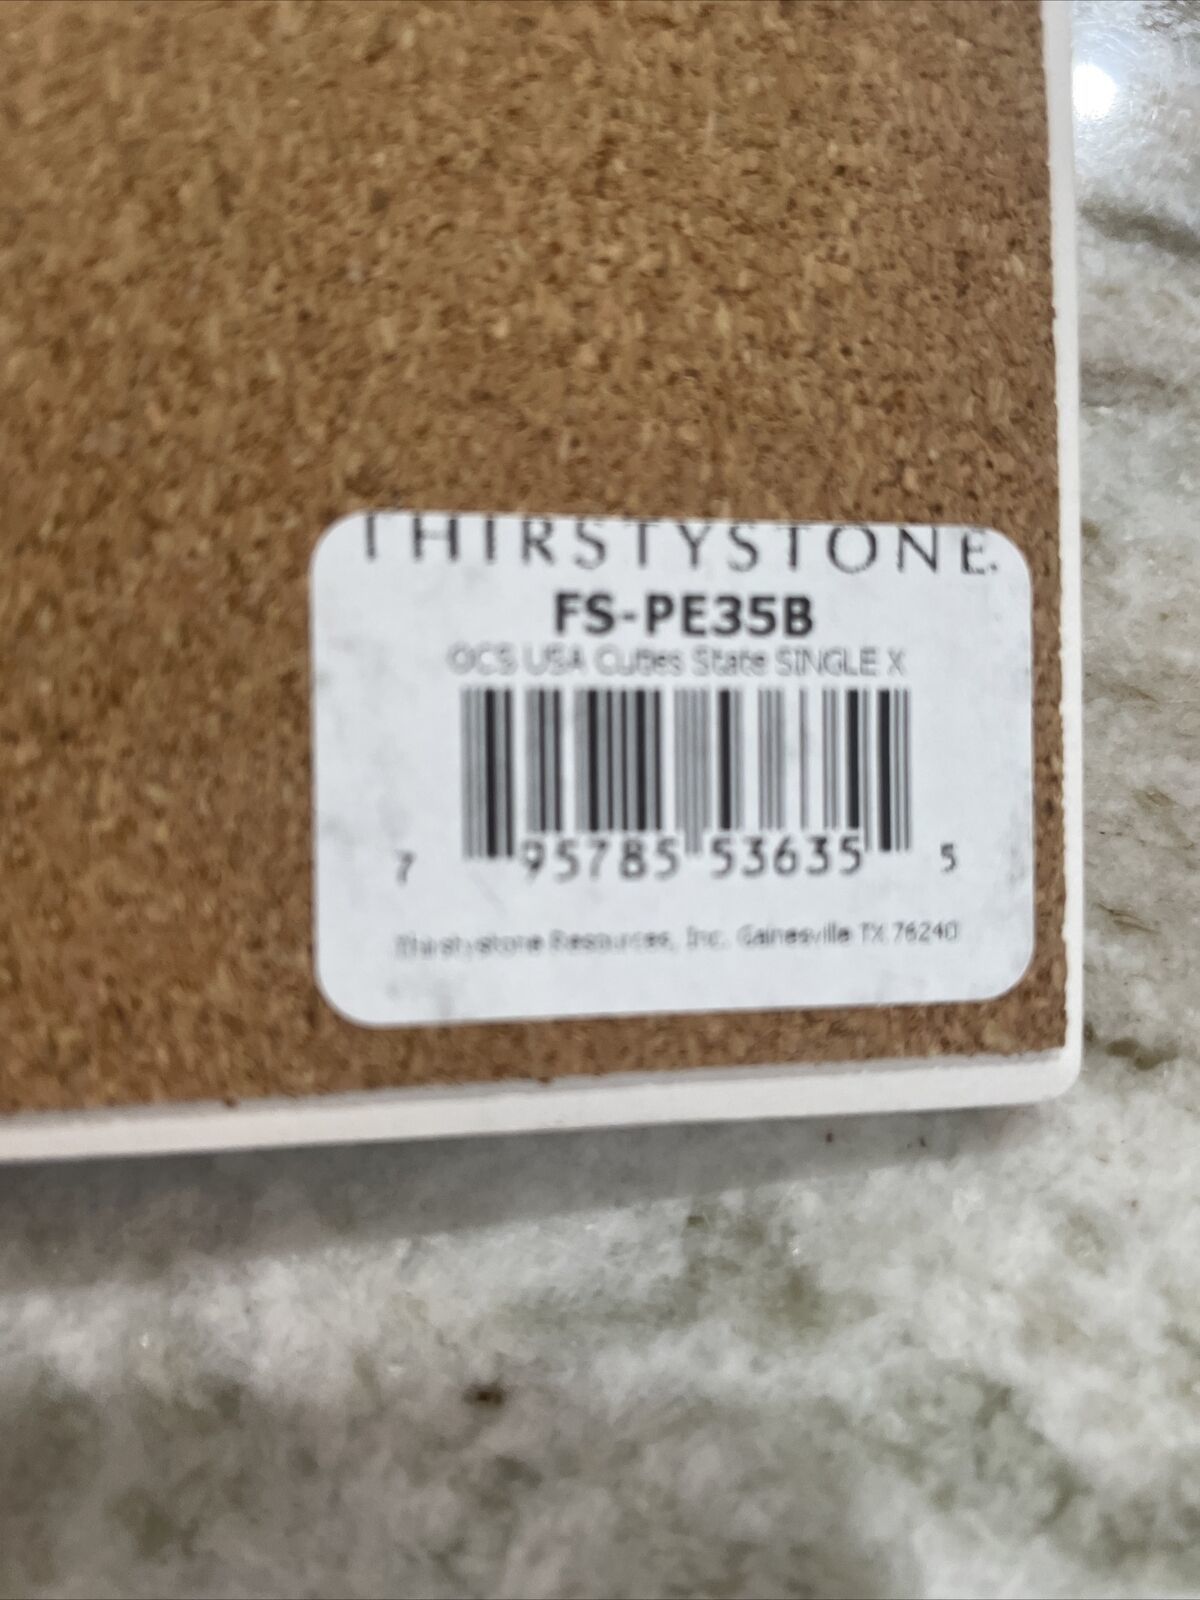 THIRSTYSTONE.
FS-PE35B
OCS USA Cuties State SINGLE X
7 95785 53635 5
Thirstystone Resources, Inc. Gainesville TX 76240